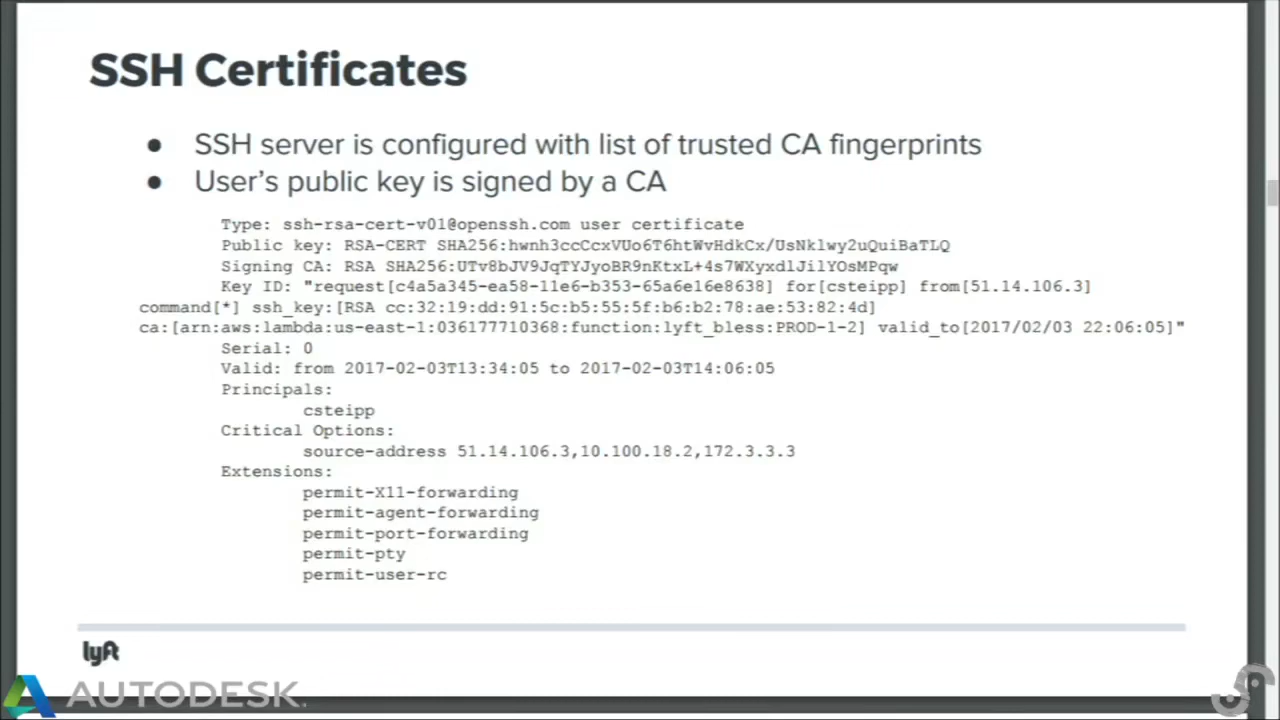 SSH Certificates
● SSH server is configured with list of trusted CA fingerprints
● User's public key is signed by a CA
Type: ssh-rsa-cert-v01@openssh.com user certificate
Public key: RSA-CERT SHA256:hwnh3ccCcxVUo6T6htWvHdkCx/UsNklwy2uQuiBaTLQ
Signing CA: RSA SHA256:UTv8bJV9JqTYJyoBR9nKtxL+4s7WXyxdlJilYOsMPqw
Key ID: "request[c4a5a345-ea58-11e6-b353-65a6e16e8638] for[csteipp] from[51.14.106.3]
command[*] ssh_key:[RSA cc:32:19:dd:91:5c:b5:55:5f:b6:b2:78:ae:53:82:4d]
ca:[arn:aws:lambda:us-east-1:036177710368:function:lyft_bless:PROD-1-2] valid_to[2017/02/03 22:06:05]"
Serial: 0
Valid: from 2017-02-03T13:34:05 to 2017-02-03T14:06:05
Principals:
csteipp
Critical Options:
source-address 51.14.106.3,10.100.18.2,172.3.3.3
Extensions:
permit-X11-forwarding
permit-agent-forwarding
permit-port-forwarding
permit-pty
permit-user-rc
lyft
AUTODESK.